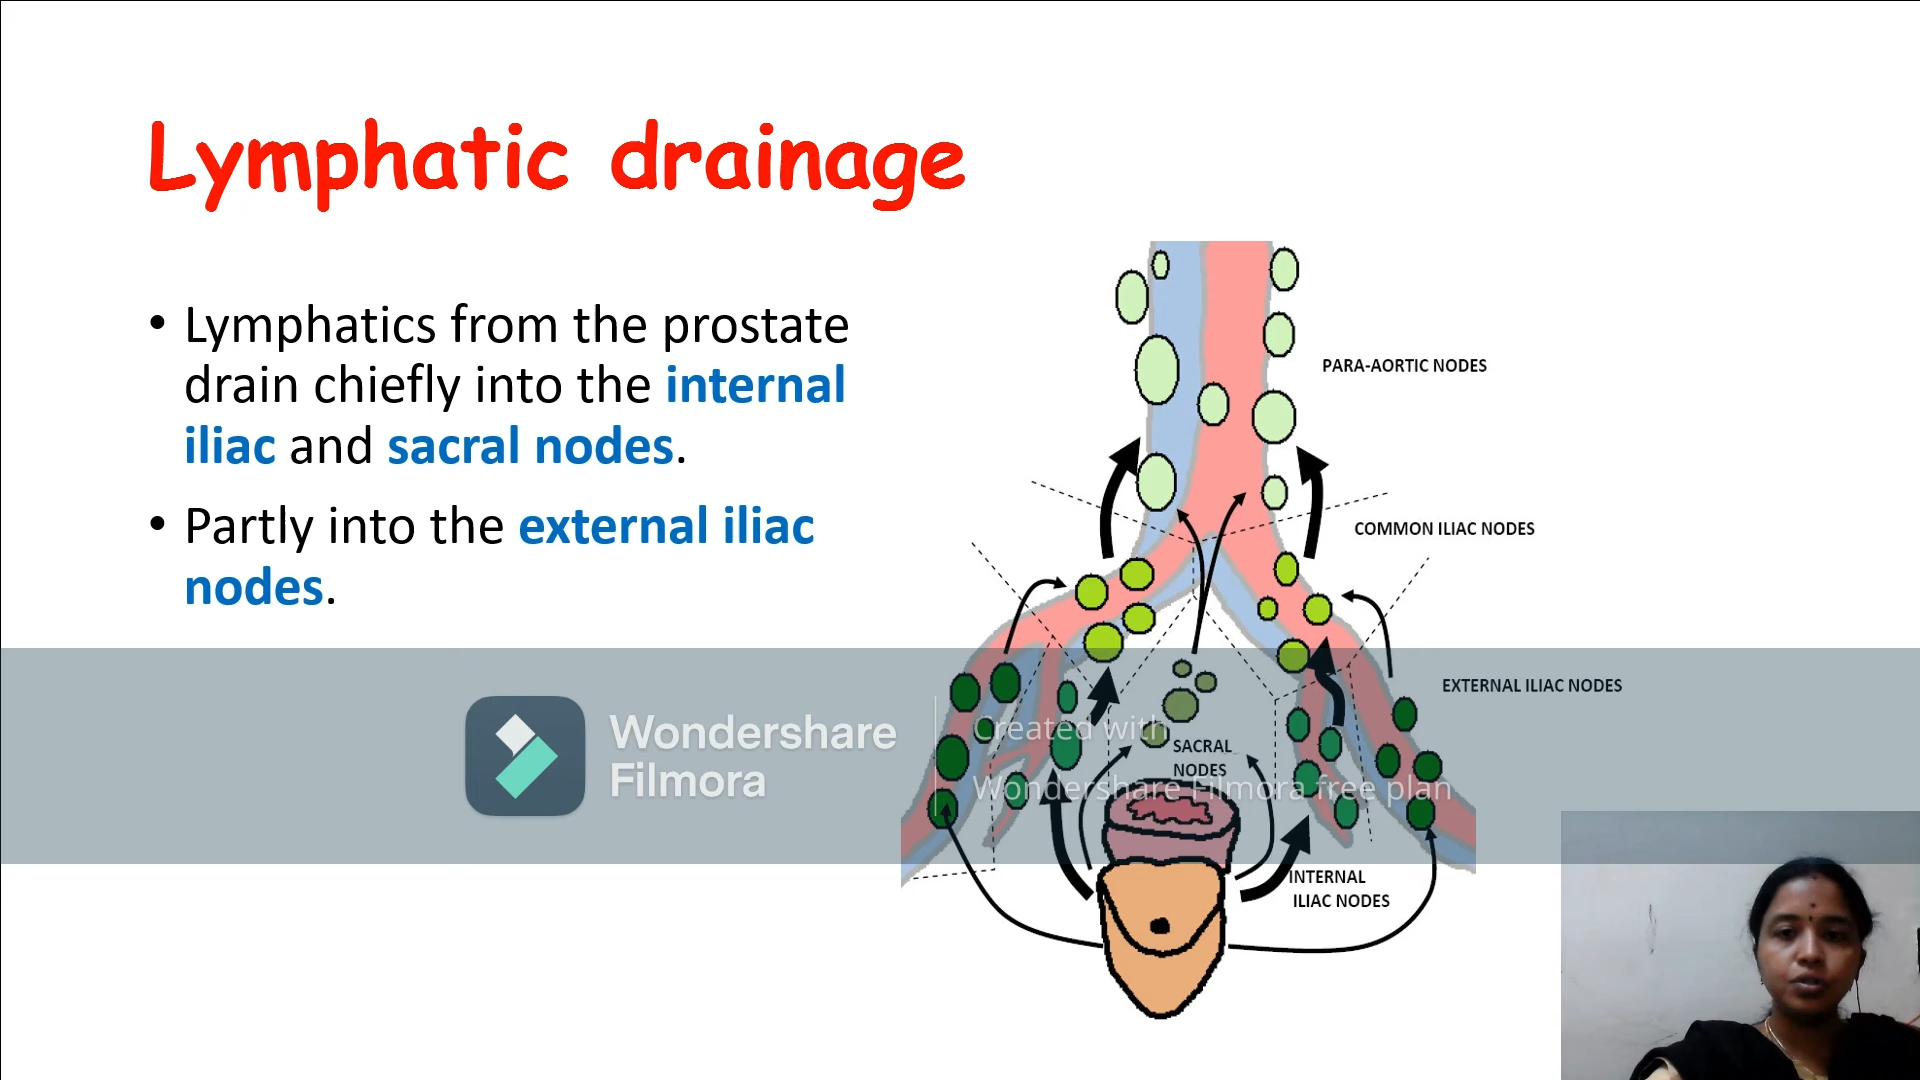 Lymphatic drainage
• Lymphatics from the prostate
drain chiefly into the internal
iliac and sacral nodes.
• Partly into the external iliac
nodes.
PARA-AORTIC NODES
COMMON ILIAC NODES
EXTERNAL ILIAC NODES
SACRAL
NODES
INTERNAL
ILIAC NODES
Wondershare
Filmora
Created with
Wondershare Filmora free plan